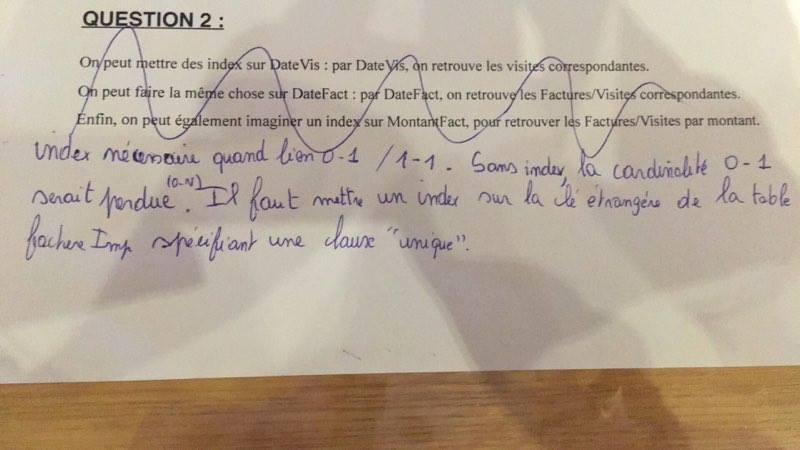 QUESTION 2 :
On peut mettre des index sur DateVis : par DateVis, on retrouve les visites correspondantes.
On peut faire la même chose sur DateFact : par DateFact, on retrouve les Factures/Visites correspondantes.
Enfin, on peut également imaginer un index sur MontantFact, pour retrouver les Factures/Visites par montant.
index nécessaire quand lien 0-1 / 1-1. Sans index, la cardinalité 0-1
(0-N)
serait perdue. Il faut mettre un index sur la clé étrangère de la table
Imp spécifiant une clause "unique".